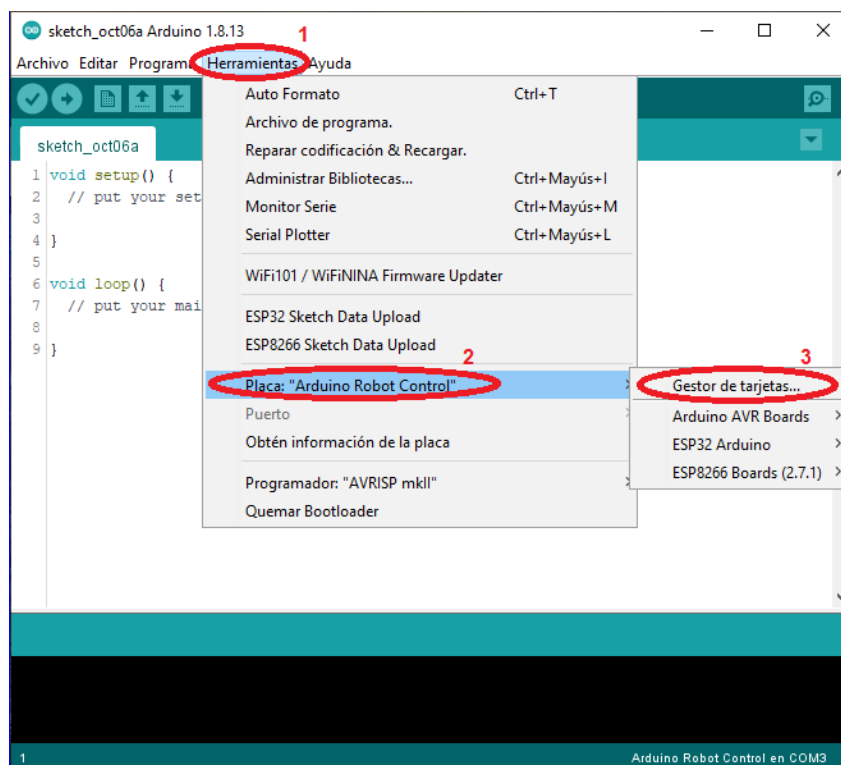 sketch_oct06a Arduino 1.8.13
1
Archivo Editar Programa Herramientas Ayuda
sketch_oct06a
1 void setup() {
2 // put your set
3
4 }
5
6 void loop() {
7 // put your mai
8
9 }
Auto Formato Ctrl+T
Archivo de programa.
Reparar codificación & Recargar.
Administrar Bibliotecas... Ctrl+Mayús+I
Monitor Serie Ctrl+Mayús+M
Serial Plotter Ctrl+Mayús+L
WiFi101 / WiFiNINA Firmware Updater
ESP32 Sketch Data Upload
ESP8266 Sketch Data Upload
2
Placa: "Arduino Robot Control"
Puerto
Obtén información de la placa
Programador: "AVRISP mkII"
Quemar Bootloader
3
Gestor de tarjetas...
Arduino AVR Boards
ESP32 Arduino
ESP8266 Boards (2.7.1)
1 Arduino Robot Control en COM3